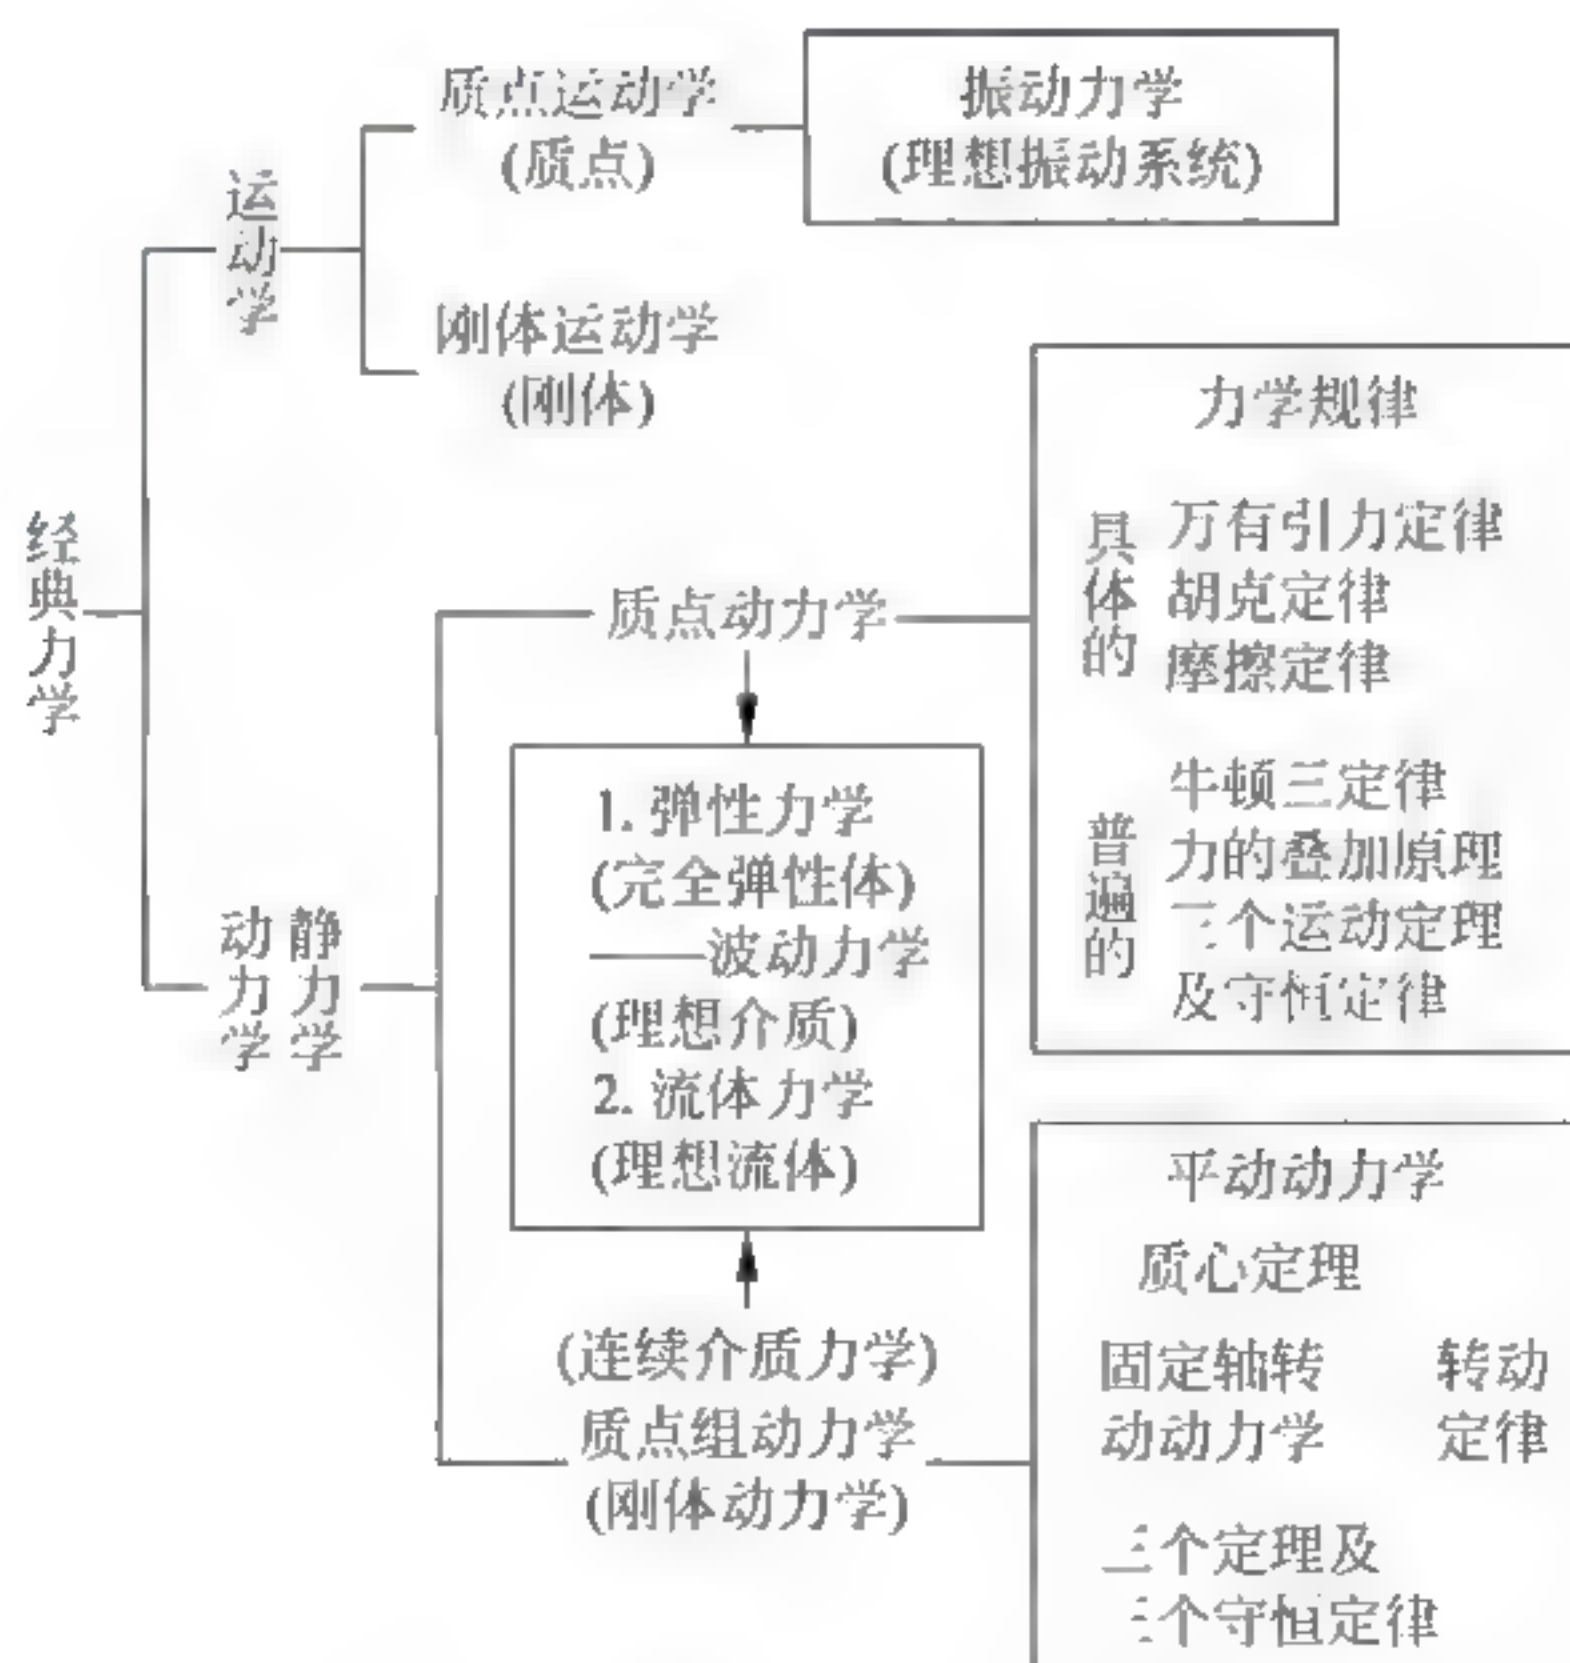 经典力学
运动学
质点运动学
(质点)
振动力学
(理想振动系统)
刚体运动学
(刚体)
动力学
静力学
质点动力学
1. 弹性力学
(完全弹性体)
——波动力学
(理想介质)
2. 流体力学
(理想流体)
(连续介质力学)
质点组动力学
(刚体动力学)
力学规律
具体的
万有引力定律
胡克定律
摩擦定律
普遍的
牛顿三定律
力的叠加原理
三个运动定理
及守恒定律
平动动力学
质心定理
固定轴转
动动力学
转动
定律
三个定理及
三个守恒定律